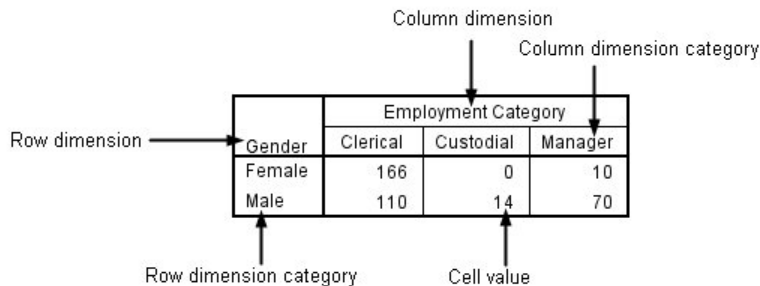 Column dimension
Column dimension category
Employment Category
Row dimension
Gender Clerical Custodial Manager
Female 166 0 10
Male 110 14 70
Row dimension category Cell value